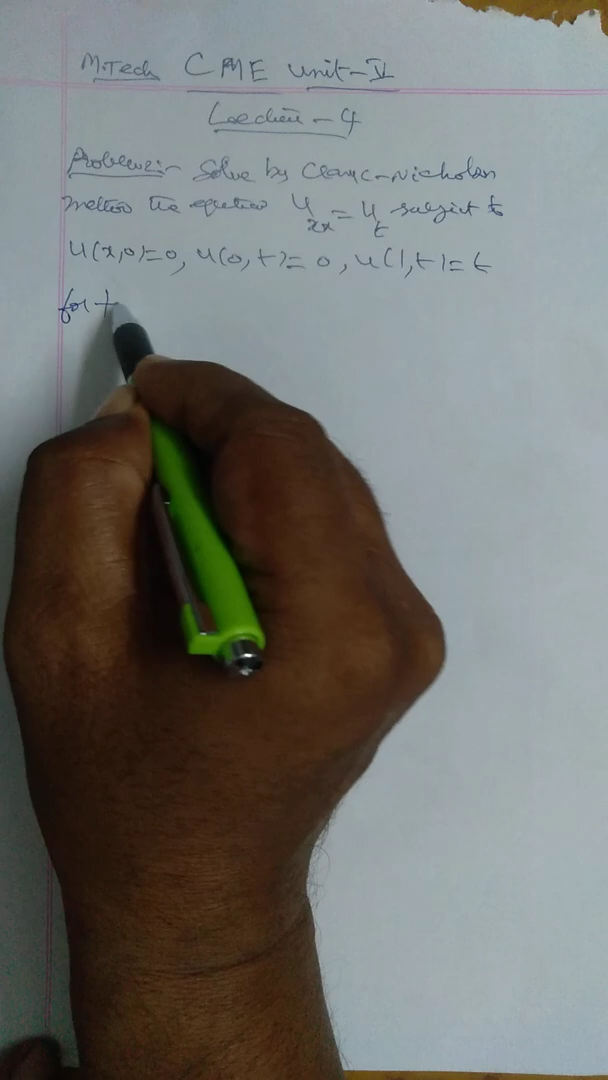 M.Tech CME Unit-V
Lecture - 4
Problem:- Solve by Cranc-Nicholson
method the equation u_xx = u_t subject to
u(x,0)=0, u(0,t)=0, u(1,t)=t
for t